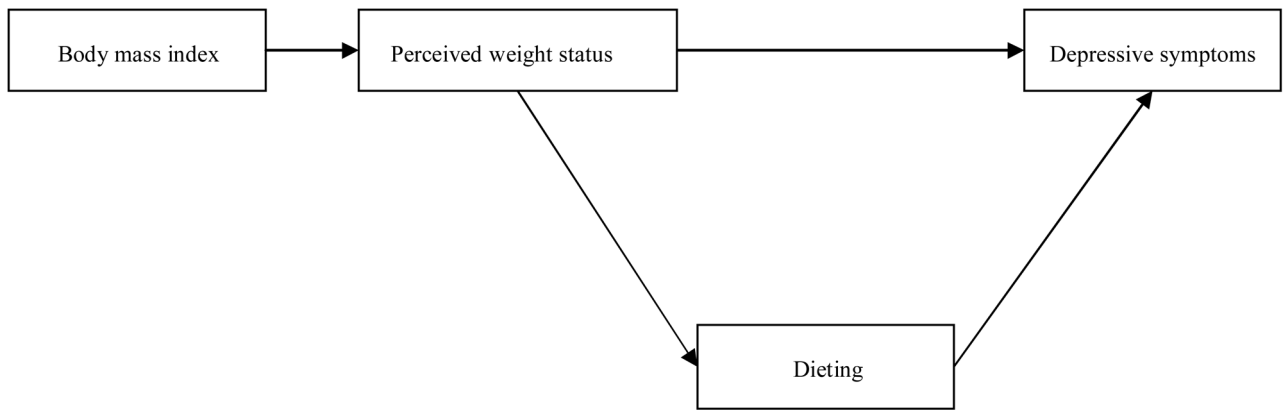 Body mass index
Perceived weight status
Depressive symptoms
Dieting